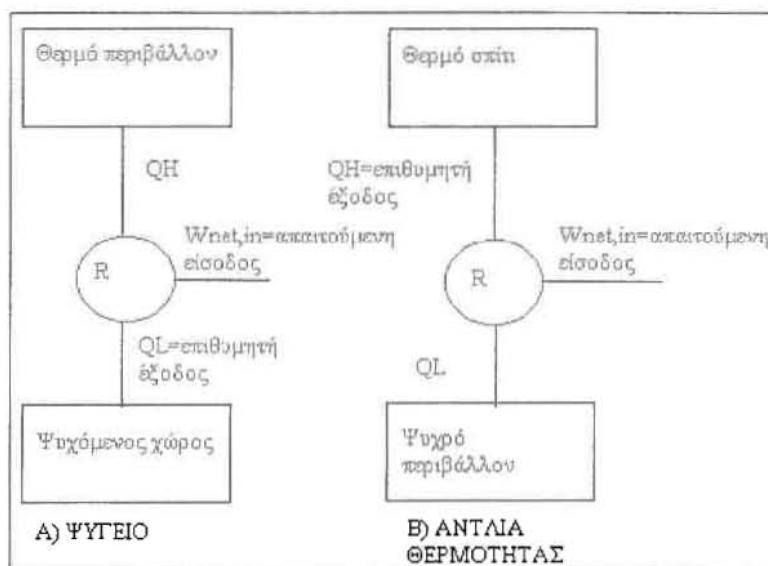 Θερμό περιβάλλον
QH
Wnet,in=απαιτούμενη
είσοδος
R
QL=επιθυμητή
έξοδος
Ψυχόμενος χώρος
Α) ΨΥΓΕΙΟ
Θερμό σπίτι
QH=επιθυμητή
έξοδος
Wnet,in=απαιτούμενη
είσοδος
R
QL
Ψυχρό
περιβάλλου
Β) ΑΝΤΛΙΑ
ΘΕΡΜΟΤΗΤΑΣ